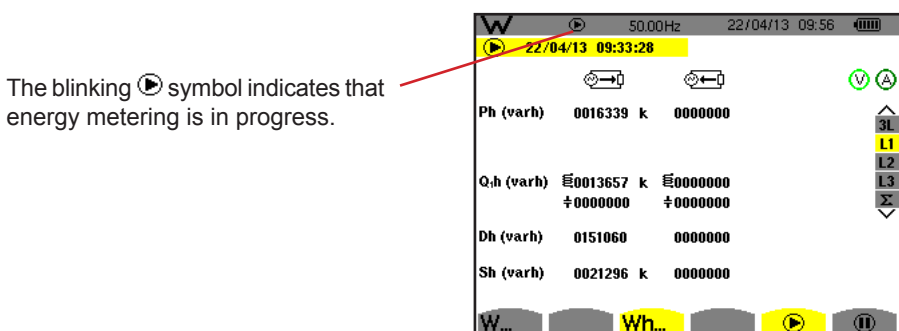 W 50.00Hz 22/04/13 09:56
22/04/13 09:33:28
The blinking symbol indicates that
energy metering is in progress.
V A
Ph (varh) 0016339 k 0000000
3L
L1
L2
L3
Σ
Q₁h (varh) 0013657 k 0000000
0000000 0000000
Dh (varh) 0151060 0000000
Sh (varh) 0021296 k 0000000
W... Wh...